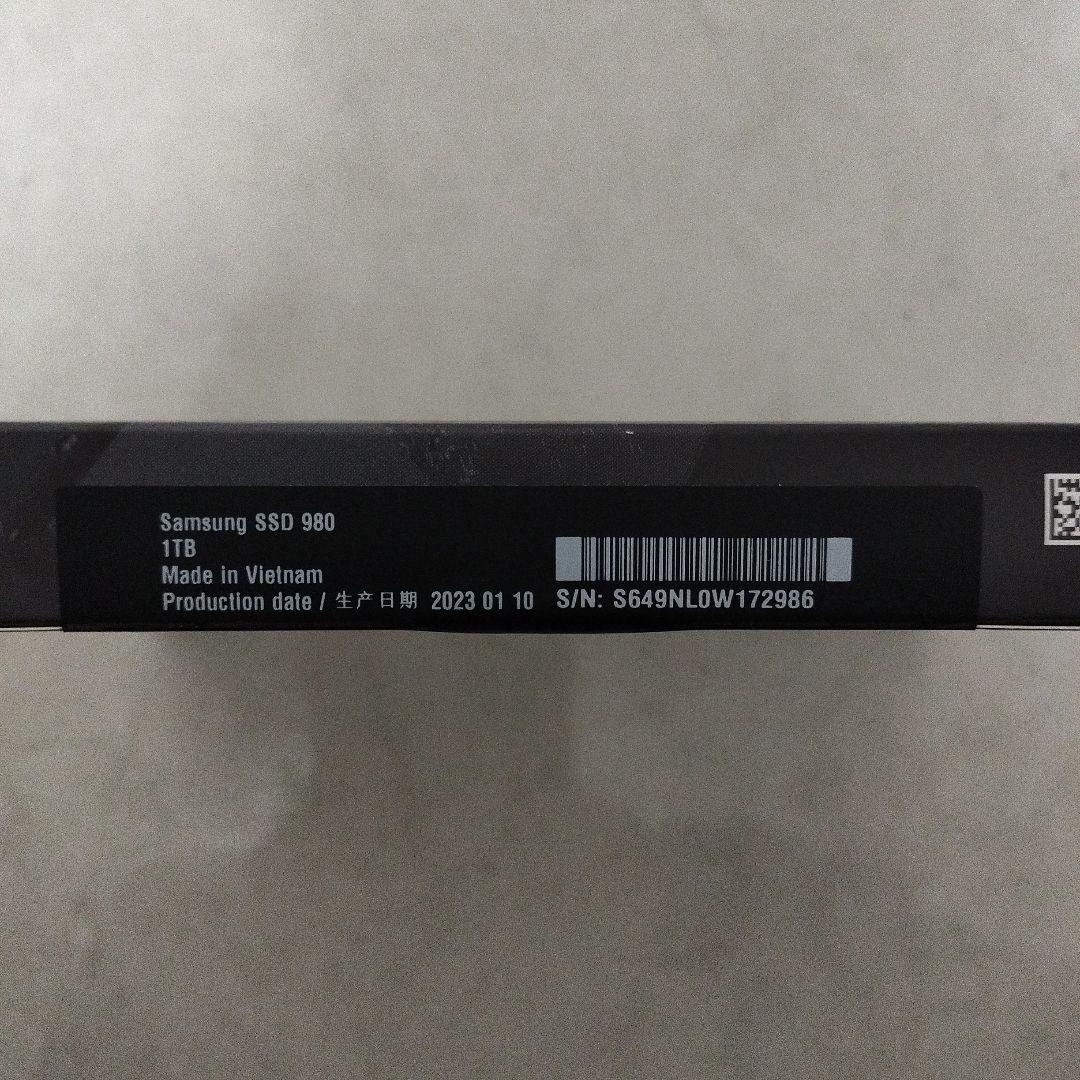 Samsung SSD 980
1TB
Made in Vietnam
Production date / 生产日期 2023 01 10
S/N: S649NL0W172986